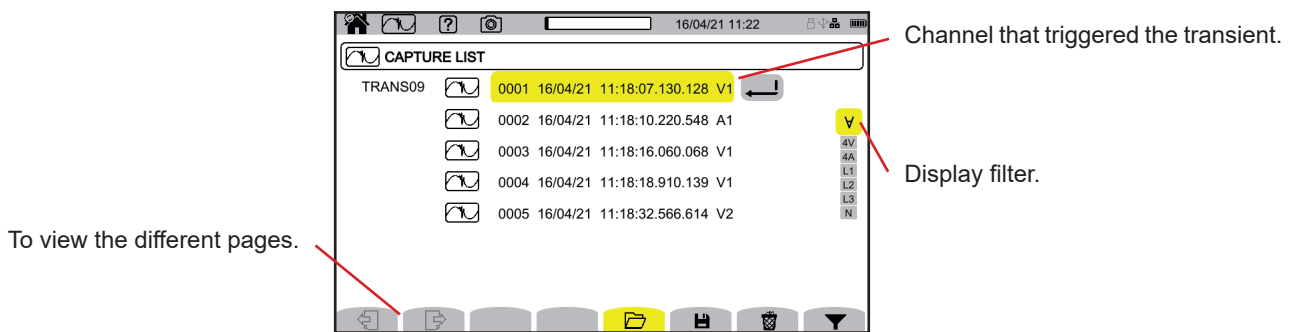 16/04/21 11:22
Channel that triggered the transient.
CAPTURE LIST
TRANS09
0001 16/04/21 11:18:07.130.128 V1
0002 16/04/21 11:18:10.220.548 A1
∀
0003 16/04/21 11:18:16.060.068 V1
4V
4A
L1
Display filter.
0004 16/04/21 11:18:18.910.139 V1
L2
L3
0005 16/04/21 11:18:32.566.614 V2
N
To view the different pages.
?